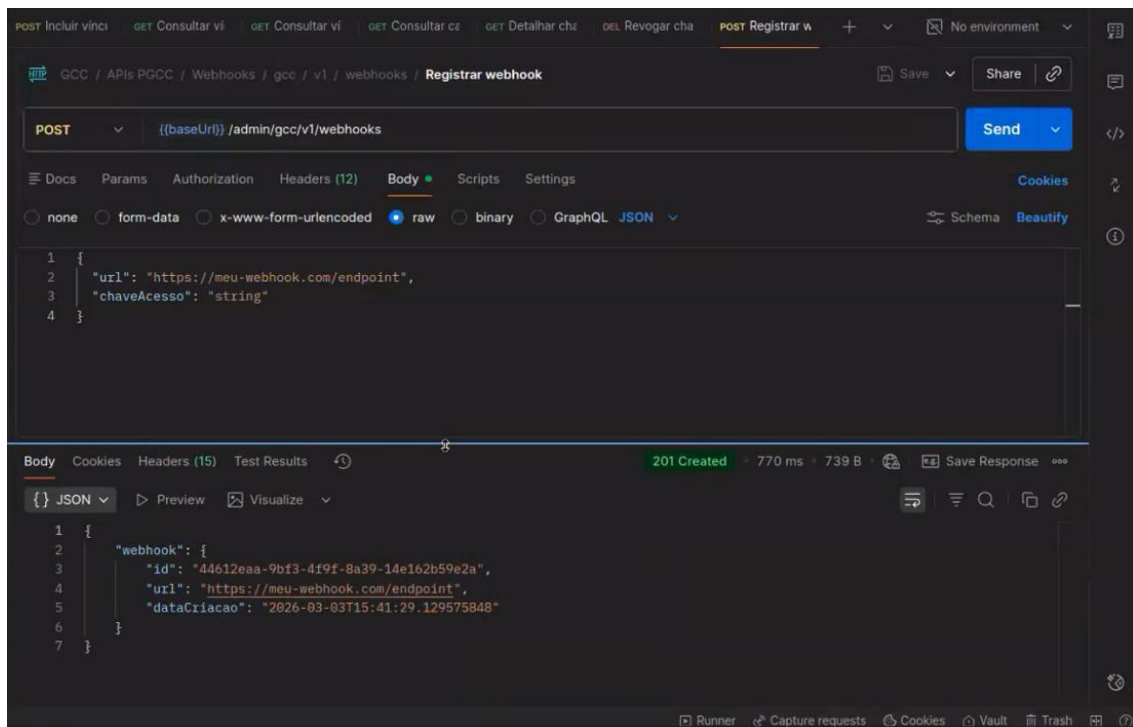 POST Incluir vínci GET Consultar vi GET Consultar ví GET Consultar ca GET Detalhar cha DEL Revogar cha POST Registrar w No environment
HTTP GCC / APIs PGCC / Webhooks / gcc / v1 / webhooks / Registrar webhook Save Share
POST {{baseUrl}} /admin/gcc/v1/webhooks Send
Docs Params Authorization Headers (12) Body Scripts Settings Cookies
none form-data x-www-form-urlencoded raw binary GraphQL JSON Schema Beautify
1 {
2 "url": "https://meu-webhook.com/endpoint",
3 "chaveAcesso": "string"
4 }
Body Cookies Headers (15) Test Results 201 Created 770 ms 739 B Save Response
{} JSON Preview Visualize
1 {
2 "webhook": {
3 "id": "44612eaa-9bf3-4f9f-8a39-14e162b59e2a",
4 "url": "https://meu-webhook.com/endpoint",
5 "dataCriacao": "2026-03-03T15:41:29.129575848"
6 }
7 }
Runner Capture requests Cookies Vault Trash